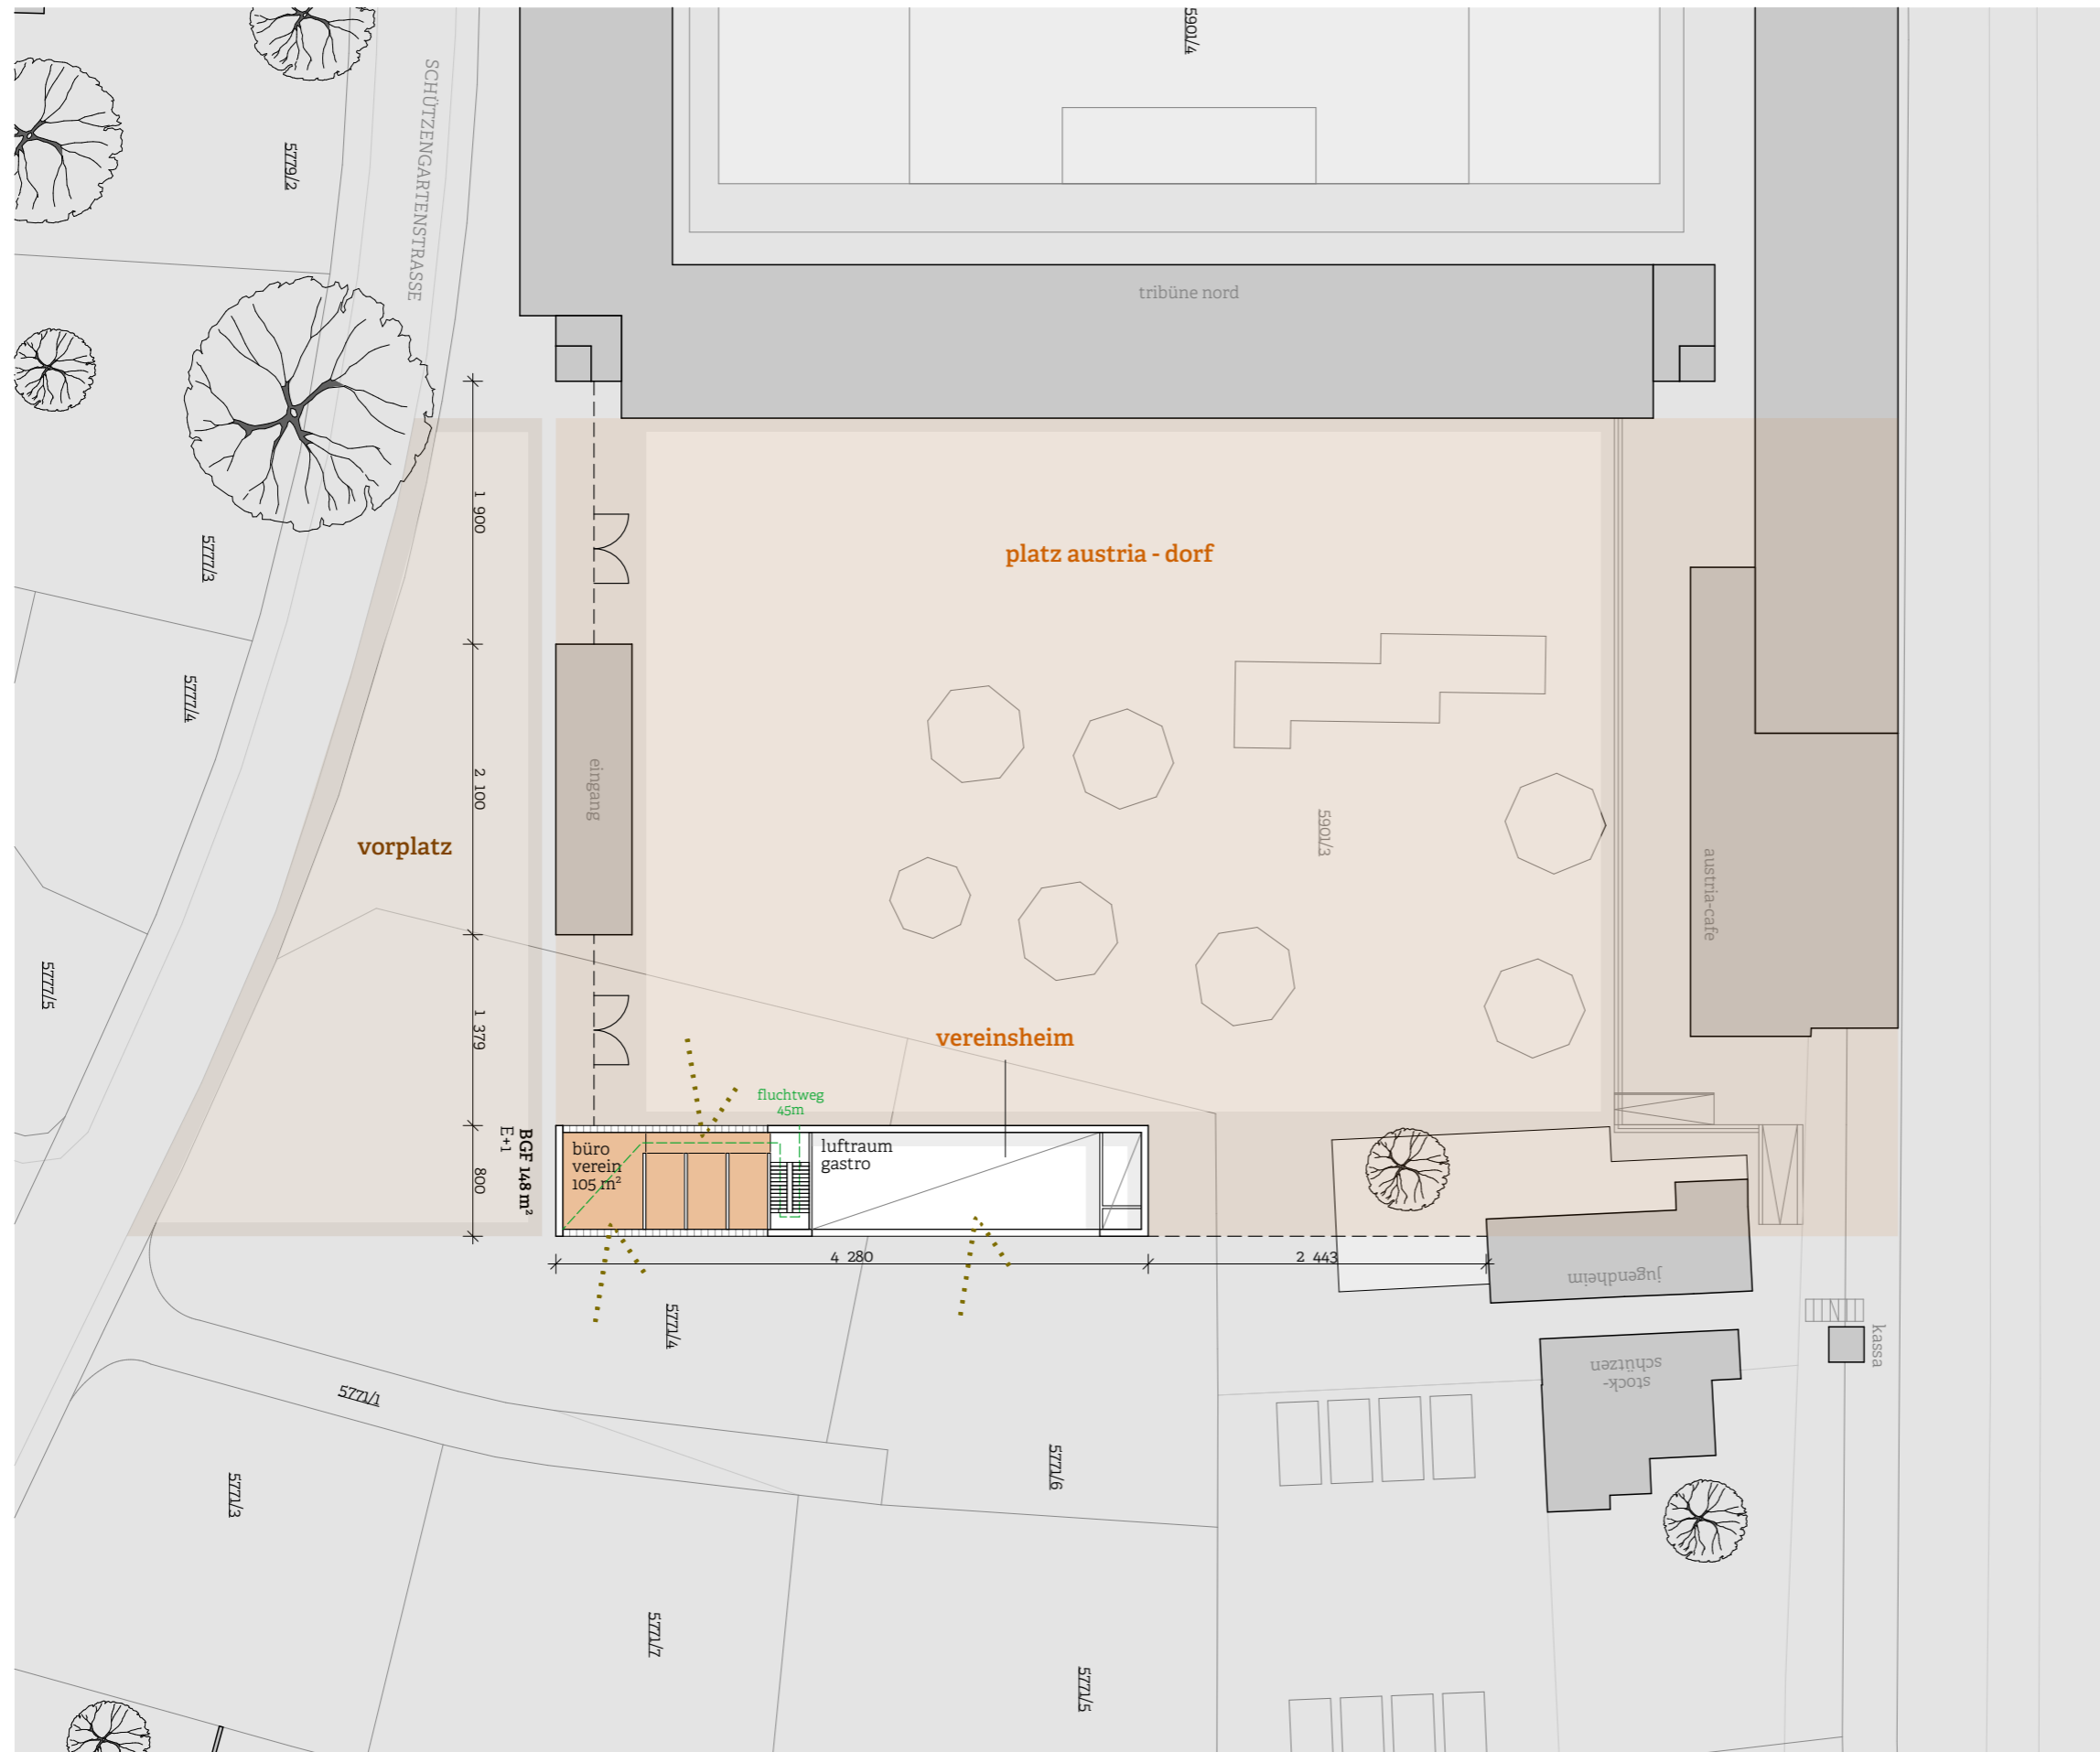 5901/4
SCHÜTZENGARTENSTRASSE
5779/2
tribüne nord
1 900
5777/3
platz austria - dorf
5777/4
2 100
eingang
vorplatz
5901/3
austria-cafe
5777/5
1 379
vereinsheim
fluchtweg
45m
BGF 148 m²
E+1
800
büro
verein
105 m²
luftraum
gastro
4 280
2 443
jugendheim
5771/4
kassa
stock-
schützen
5771/1
5771/6
5771/3
5771/7
5771/5